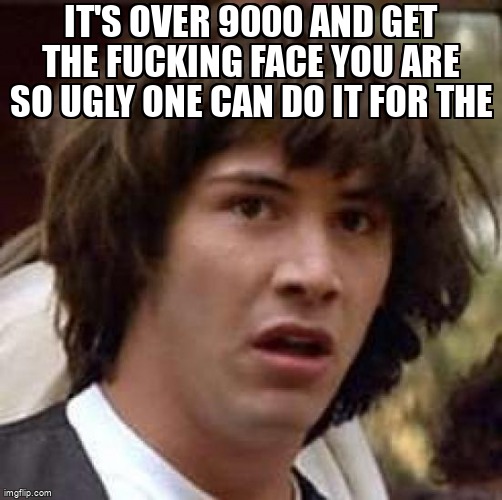 IT'S OVER 9000 AND GET
THE FUCKING FACE YOU ARE
SO UGLY ONE CAN DO IT FOR THE
imgflip.com